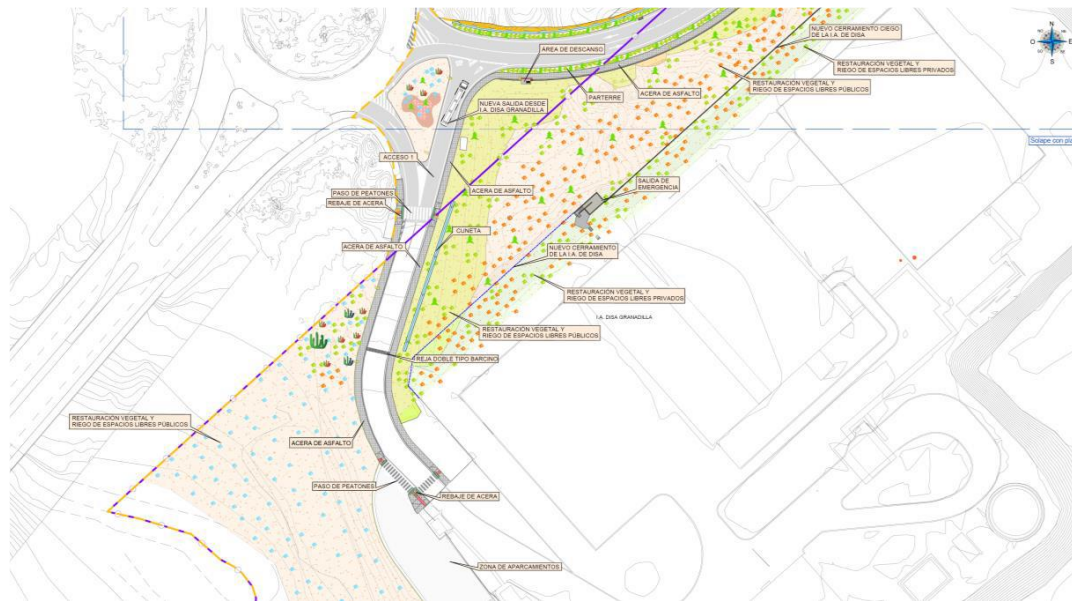 NUEVO CERRAMIENTO CIEGO
DE LA I.A. DE DISA
N
O
E
S
ÁREA DE DESCANSO
RESTAURACIÓN VEGETAL Y
RIEGO DE ESPACIOS LIBRES PRIVADOS
RESTAURACIÓN VEGETAL Y
RIEGO DE ESPACIOS LIBRES PÚBLICOS
ACERA DE ASFALTO
PARTERRE
NUEVA SALIDA DESDE
I.A. DISA GRANADILLA
Solape con pla
ACCESO 1
SALIDA DE
EMERGENCIA
PASO DE PEATONES
REBAJE DE ACERA
ACERA DE ASFALTO
CUNETA
ACERA DE ASFALTO
NUEVO CERRAMIENTO
DE LA I.A. DE DISA
RESTAURACIÓN VEGETAL Y
RIEGO DE ESPACIOS LIBRES PRIVADOS
I.A. DISA GRANADILLA
RESTAURACIÓN VEGETAL Y
RIEGO DE ESPACIOS LIBRES PÚBLICOS
REJA DOBLE TIPO BARCINO
RESTAURACIÓN VEGETAL Y
RIEGO DE ESPACIOS LIBRES PÚBLICOS
ACERA DE ASFALTO
PASO DE PEATONES
REBAJE DE ACERA
ZONA DE APARCAMIENTOS